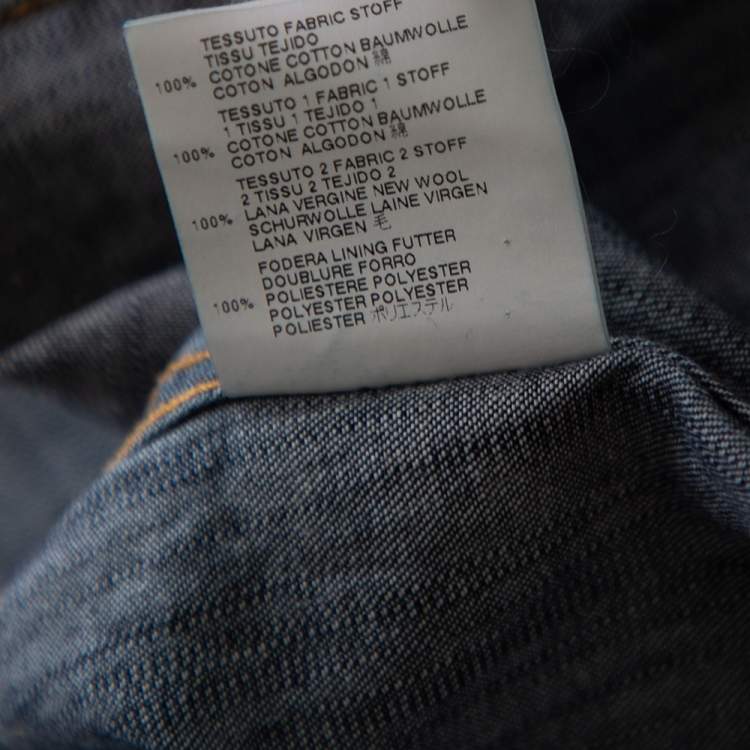 TESSUTO FABRIC STOFF
TISSU TEJIDO
100% COTONE COTTON BAUMWOLLE
COTON ALGODON 綿
TESSUTO 1 FABRIC 1 STOFF
1 TISSU 1 TEJIDO 1
100% COTONE COTTON BAUMWOLLE
COTON ALGODON 綿
TESSUTO 2 FABRIC 2 STOFF
2 TISSU 2 TEJIDO 2
100% LANA VERGINE NEW WOOL
SCHURWOLLE LAINE VIRGEN
LANA VIRGEN 毛
FODERA LINING FUTTER
DOUBLURE FORRO
100% POLIESTERE POLYESTER
POLYESTER POLYESTER
POLIESTER ポリエステル